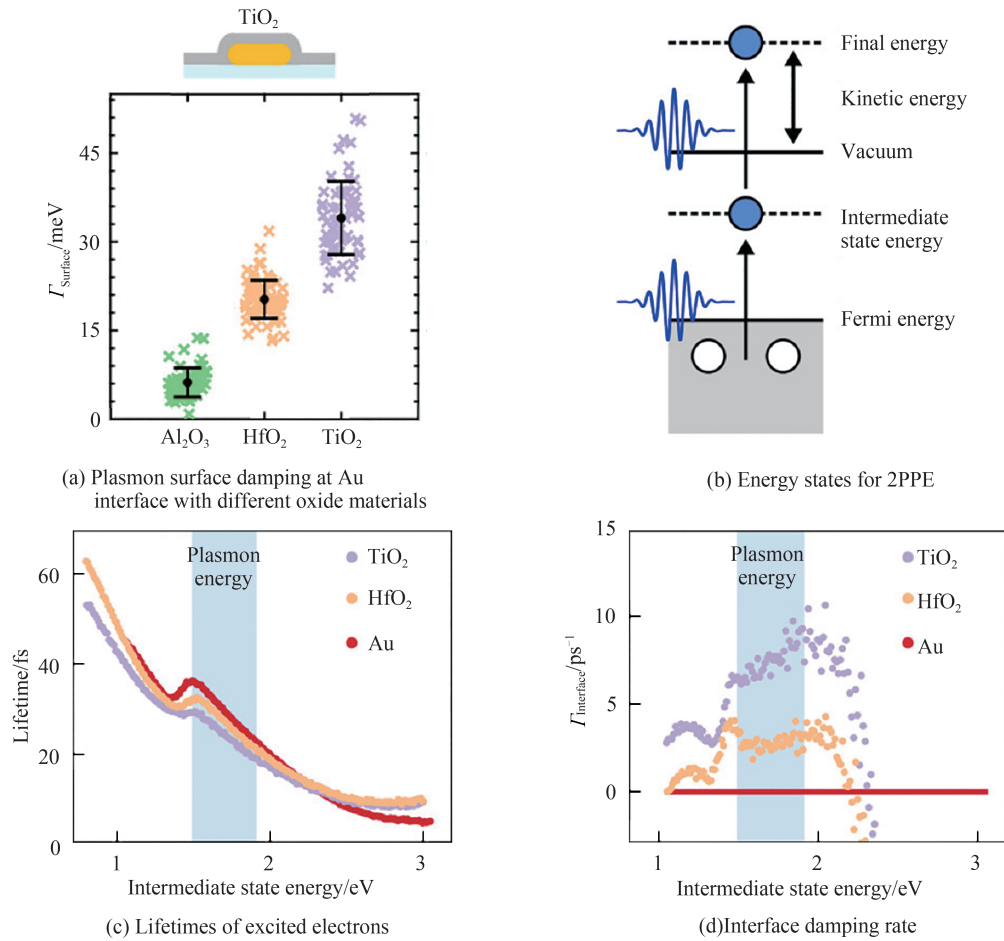 TiO₂
Γ_Surface/meV
45
30
15
0
Al₂O₃
HfO₂
TiO₂
(a) Plasmon surface damping at Au
interface with different oxide materials
Final energy
Kinetic energy
Vacuum
Intermediate
state energy
Fermi energy
(b) Energy states for 2PPE
Lifetime/fs
60
40
20
0
Plasmon
energy
TiO₂
HfO₂
Au
1
2
3
Intermediate state energy/eV
(c) Lifetimes of excited electrons
Γ_Interface/ps⁻¹
15
10
5
0
Plasmon
energy
TiO₂
HfO₂
Au
1
2
3
Intermediate state energy/eV
(d)Interface damping rate